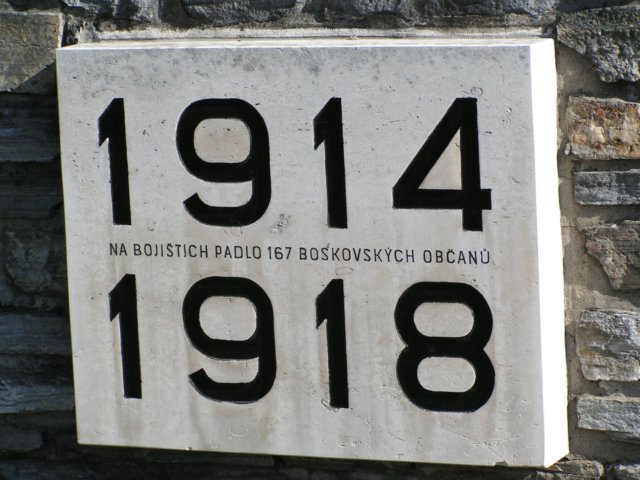 1914
NA BOJIŠTÍCH PADLO 167 BOSKOVSKÝCH OBČANŮ
1918